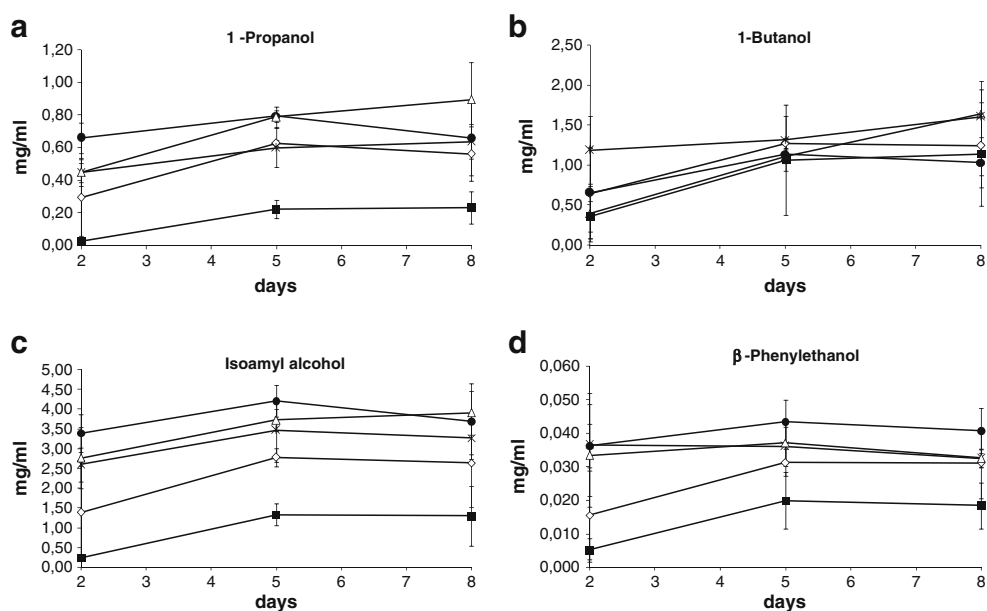 a
1 -Propanol
1,20
1,00
0,80
0,60
0,40
0,20
0,00
mg/ml
2 3 4 5 6 7 8
days
b
1-Butanol
2,50
2,00
1,50
1,00
0,50
0,00
mg/ml
2 3 4 5 6 7 8
days
c
Isoamyl alcohol
5,00
4,50
4,00
3,50
3,00
2,50
2,00
1,50
1,00
0,50
0,00
mg/ml
2 3 4 5 6 7 8
days
d
β-Phenylethanol
0,060
0,050
0,040
0,030
0,020
0,010
0,000
mg/ml
2 3 4 5 6 7 8
days